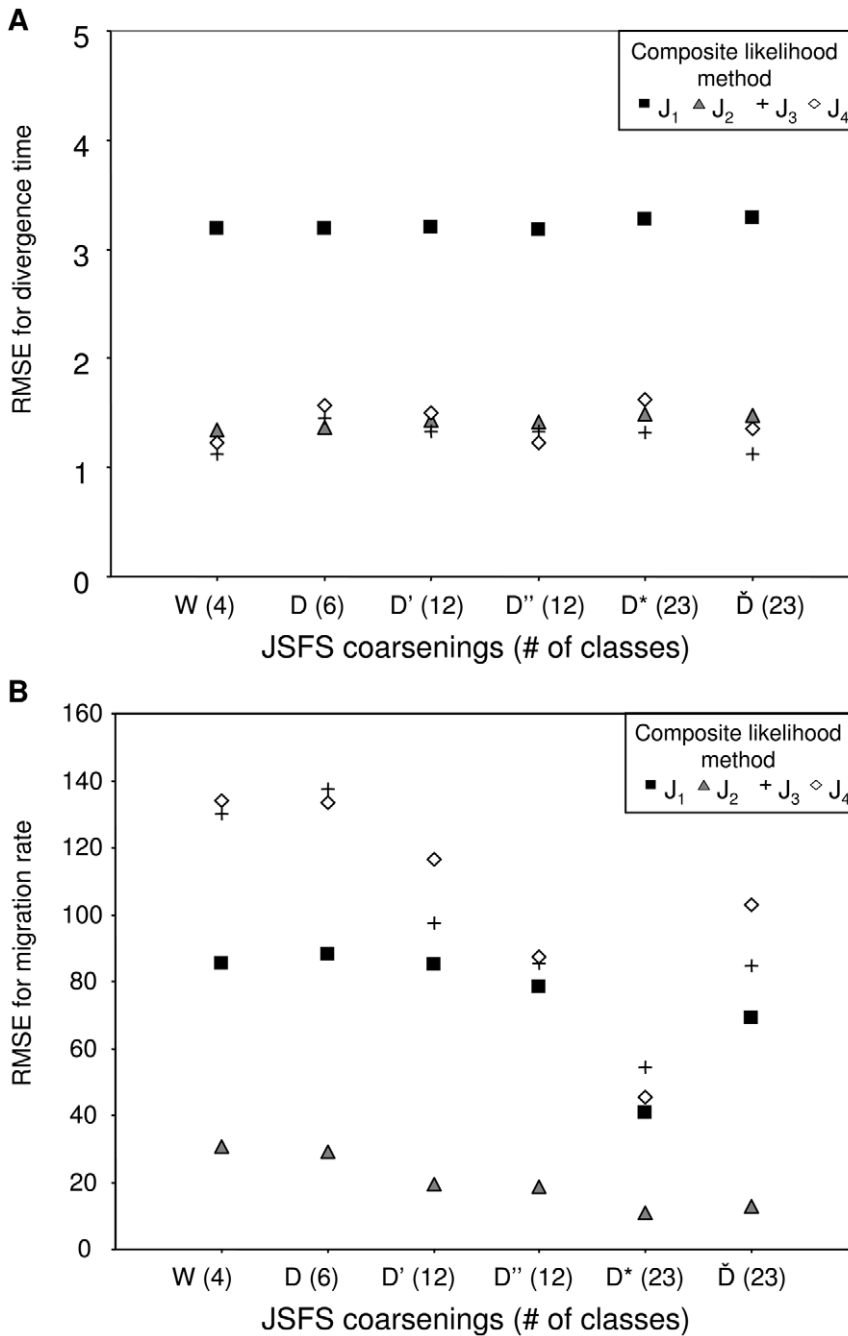 A
5
Composite likelihood
method
J₁ J₂ J₃ J₄
4
3
2
1
0
RMSE for divergence time
W (4) D (6) D' (12) D'' (12) D* (23) Ď (23)
JSFS coarsenings (# of classes)
B
160
Composite likelihood
method
J₁ J₂ J₃ J₄
140
120
100
80
60
40
20
0
RMSE for migration rate
W (4) D (6) D' (12) D'' (12) D* (23) Ď (23)
JSFS coarsenings (# of classes)